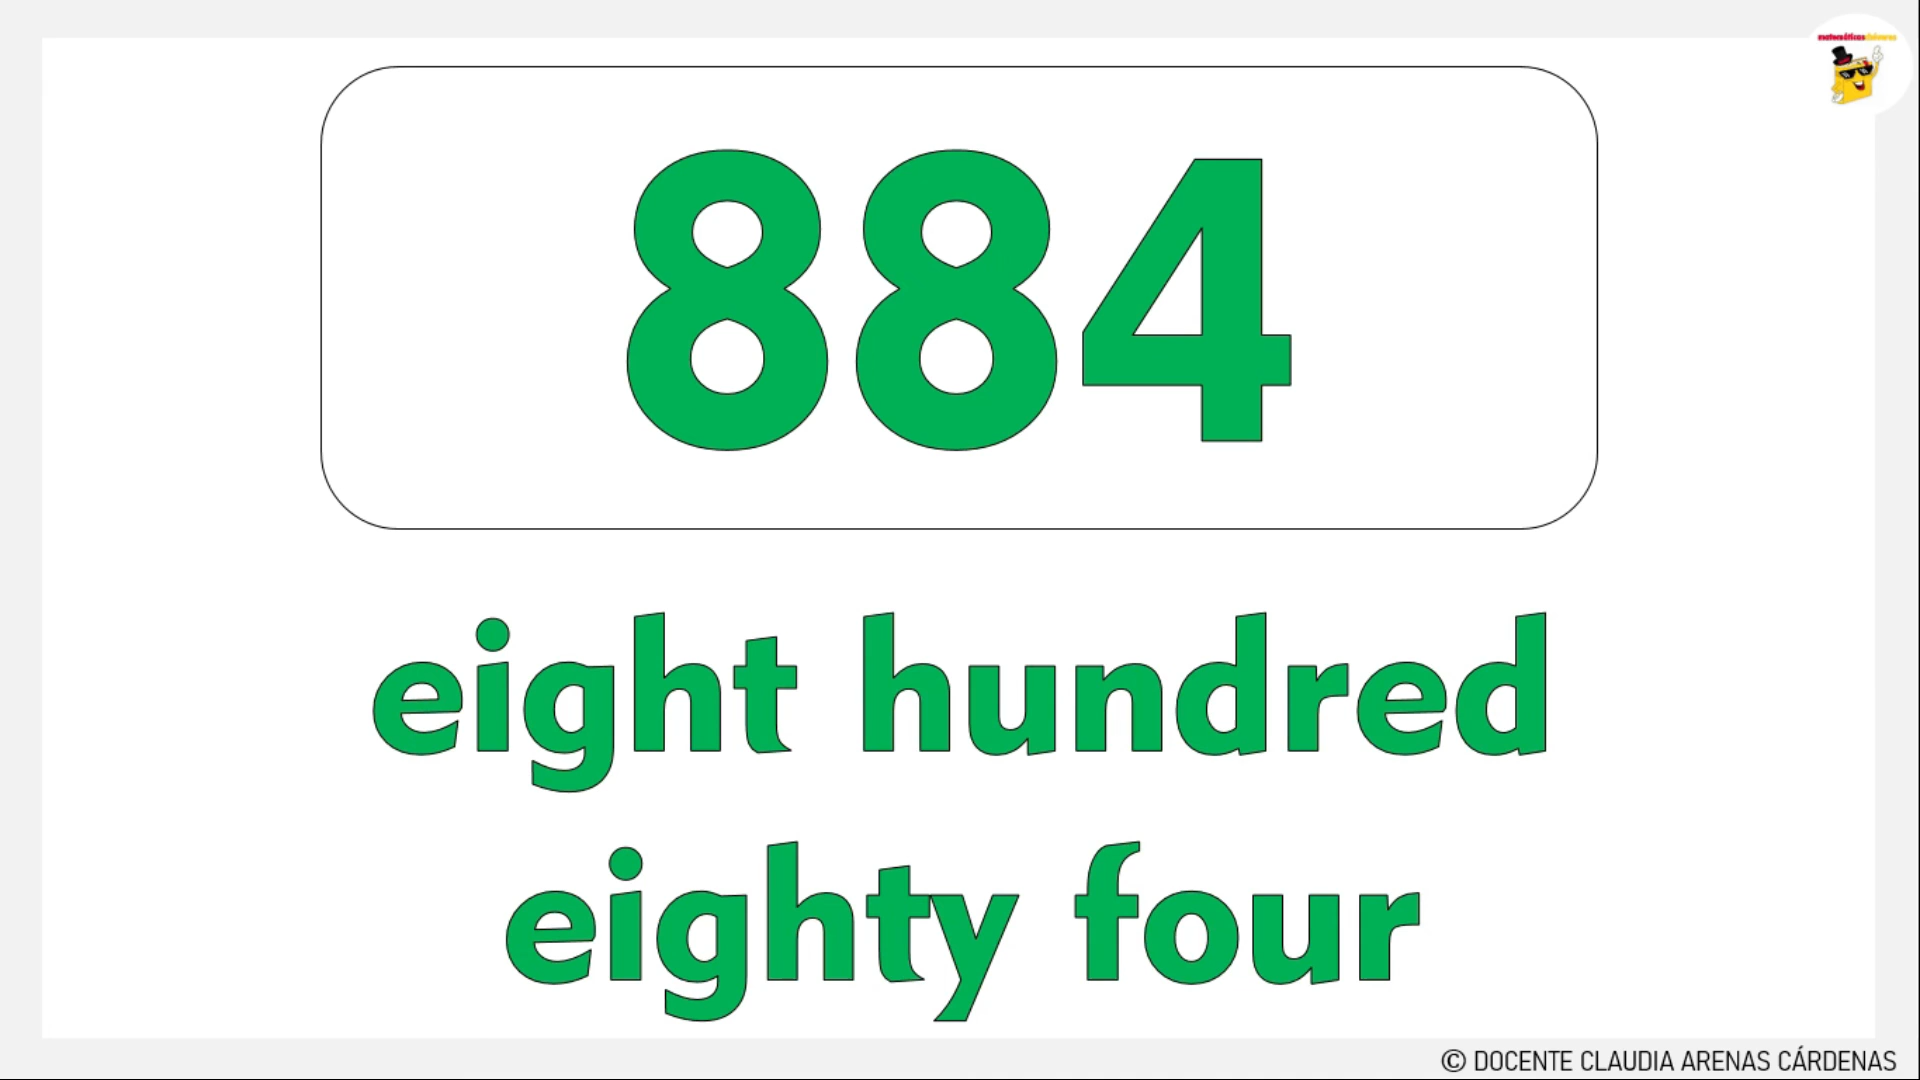 884
eight hundred
eighty four
© DOCENTE CLAUDIA ARENAS CÁRDENAS